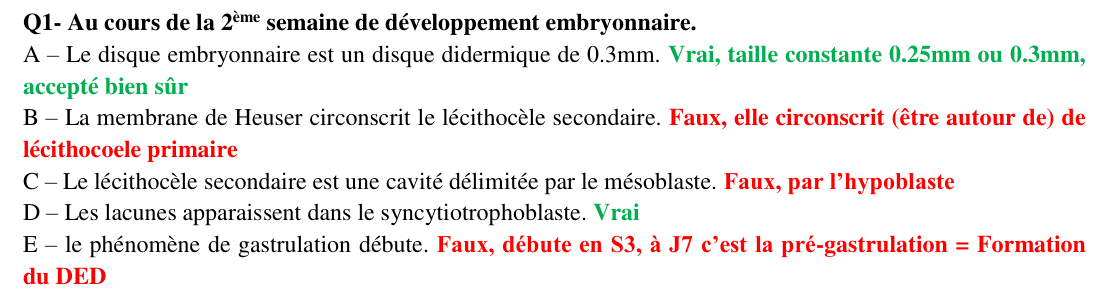 Q1- Au cours de la 2ème semaine de développement embryonnaire.
A – Le disque embryonnaire est un disque didermique de 0.3mm. Vrai, taille constante 0.25mm ou 0.3mm,
accepté bien sûr
B – La membrane de Heuser circonscrit le lécithocèle secondaire. Faux, elle circonscrit (être autour de) de
lécithocoele primaire
C – Le lécithocèle secondaire est une cavité délimitée par le mésoblaste. Faux, par l’hypoblaste
D – Les lacunes apparaissent dans le syncytiotrophoblaste. Vrai
E – le phénomène de gastrulation débute. Faux, débute en S3, à J7 c’est la pré-gastrulation = Formation
du DED